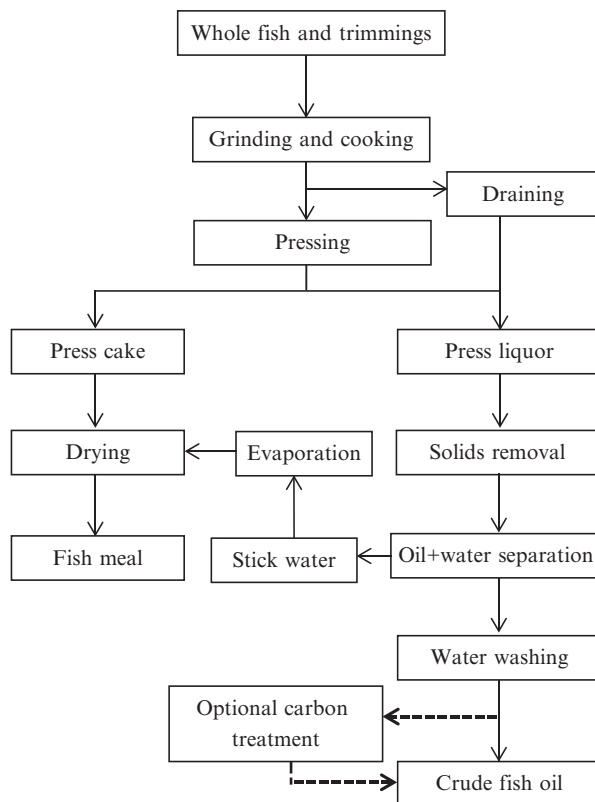 Whole fish and trimmings
Grinding and cooking
Draining
Pressing
Press cake
Press liquor
Drying
Evaporation
Solids removal
Fish meal
Stick water
Oil+water separation
Water washing
Optional carbon
treatment
Crude fish oil